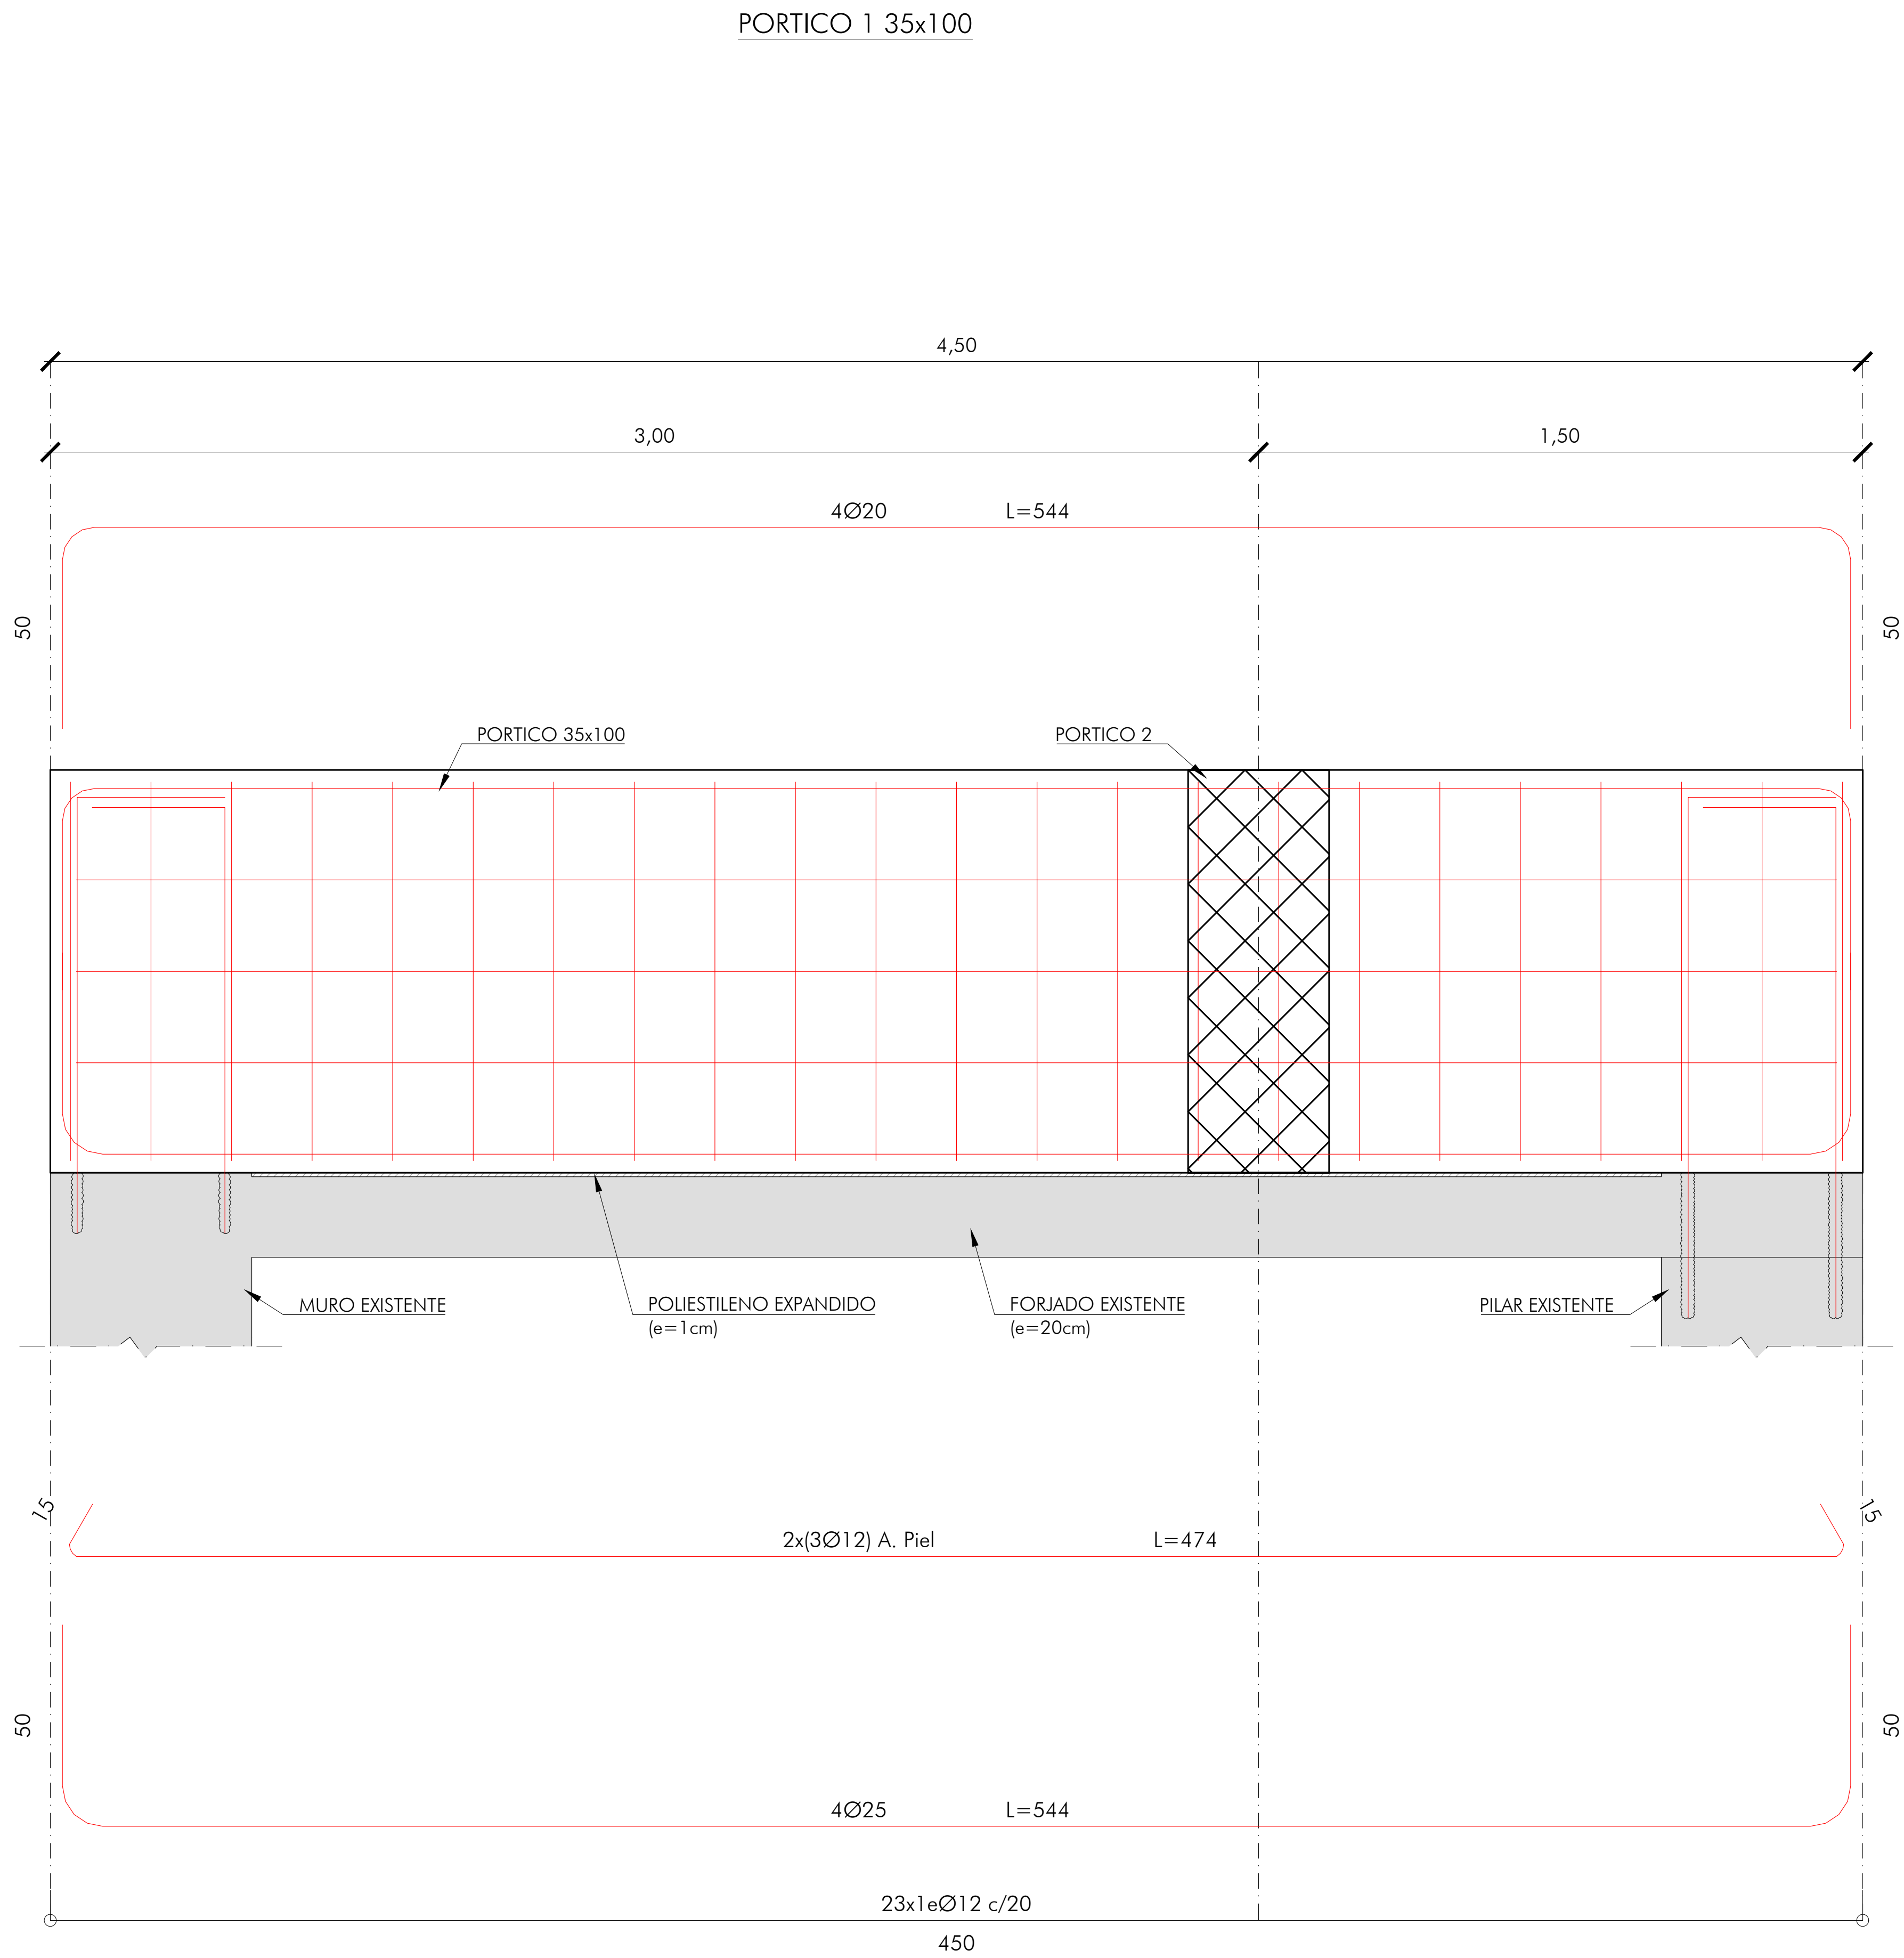 PORTICO 1 35x100
4,50
3,00
1,50
4Ø20 L=544
50
50
PORTICO 35x100
PORTICO 2
MURO EXISTENTE
POLIESTILENO EXPANDIDO
(e=1cm)
FORJADO EXISTENTE
(e=20cm)
PILAR EXISTENTE
15
15
2x(3Ø12) A. Piel L=474
50
50
4Ø25 L=544
23x1eØ12 c/20
450